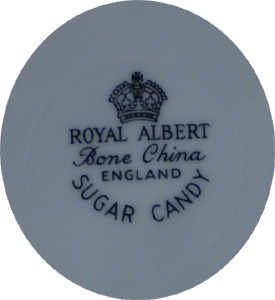 ROYAL ALBERT
Bone China
ENGLAND
SUGAR CANDY